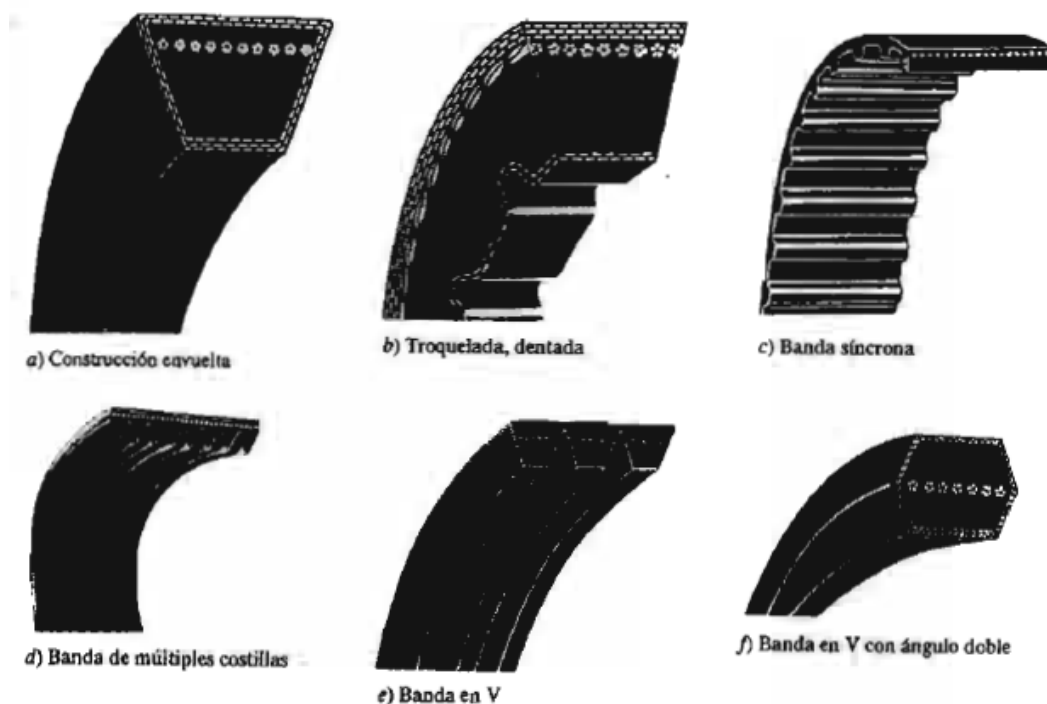 a) Construcción envuelta
b) Troquelada, dentada
c) Banda síncrona
d) Banda de múltiples costillas
e) Banda en V
f) Banda en V con ángulo doble